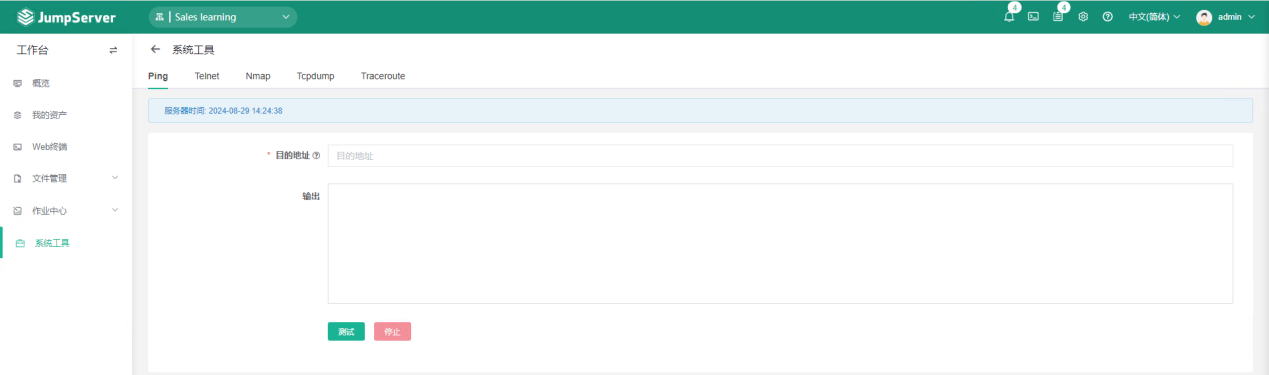 JumpServer
Sales learning
4
4
中文(简体)
admin
工作台
系统工具
Ping
Telnet
Nmap
Tcpdump
Traceroute
概览
我的资产
Web终端
文件管理
作业中心
系统工具
服务器时间: 2024-08-29 14:24:38
* 目的地址
目的地址
输出
测试
停止